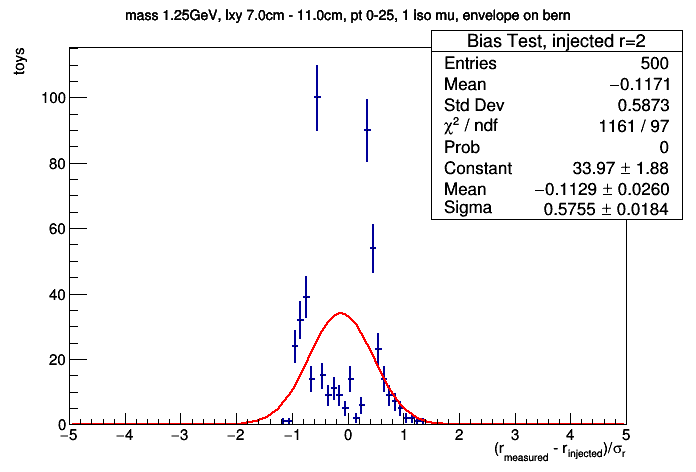 mass 1.25GeV, lxy 7.0cm - 11.0cm, pt 0-25, 1 Iso mu, envelope on bern
Bias Test, injected r=2
Entries 500
Mean −0.1171
Std Dev 0.5873
χ² / ndf 1161 / 97
Prob 0
Constant 33.97 ± 1.88
Mean −0.1129 ± 0.0260
Sigma 0.5755 ± 0.0184
toys
100
80
60
40
20
0
−5 −4 −3 −2 −1 0 1 2 3 4 5
(r_measured - r_injected)/σ_r